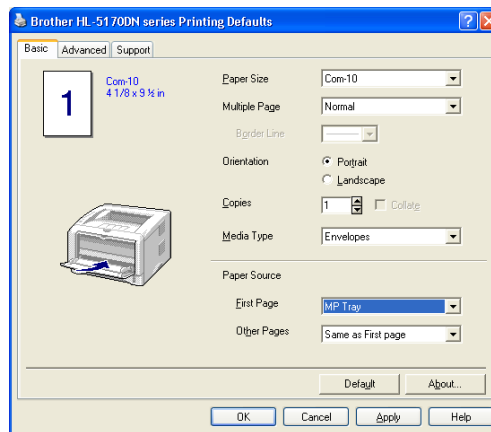 Brother HL-5170DN series Printing Defaults
Basic Advanced Support
1
Com-10
4 1/8 x 9 ½ in
Paper Size Com-10
Multiple Page Normal
Border Line
Orientation Portrait
Landscape
Copies 1 Collate
Media Type Envelopes
Paper Source
First Page MP Tray
Other Pages Same as First page
Default About...
OK Cancel Apply Help